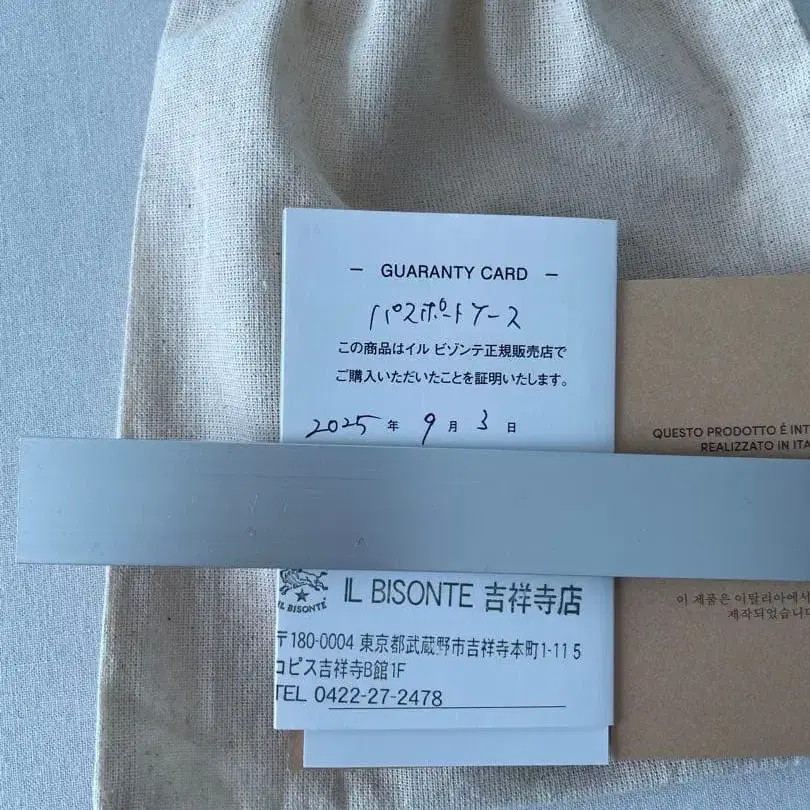 — GUARANTY CARD —
パスポートケース
この商品はイル ビゾンテ正規販売店で
ご購入いただいたことを証明いたします。
2025 年 9 月 3 日
IL BISONTE
IL BISONTE 吉祥寺店
〒180-0004 東京都武蔵野市吉祥寺本町1-11 5
コピス吉祥寺B館1F
TEL 0422-27-2478
QUESTO PRODOTTO È INT
REALIZZATO IN ITA
이 제품은 이탈리아에서
제작되었습니다